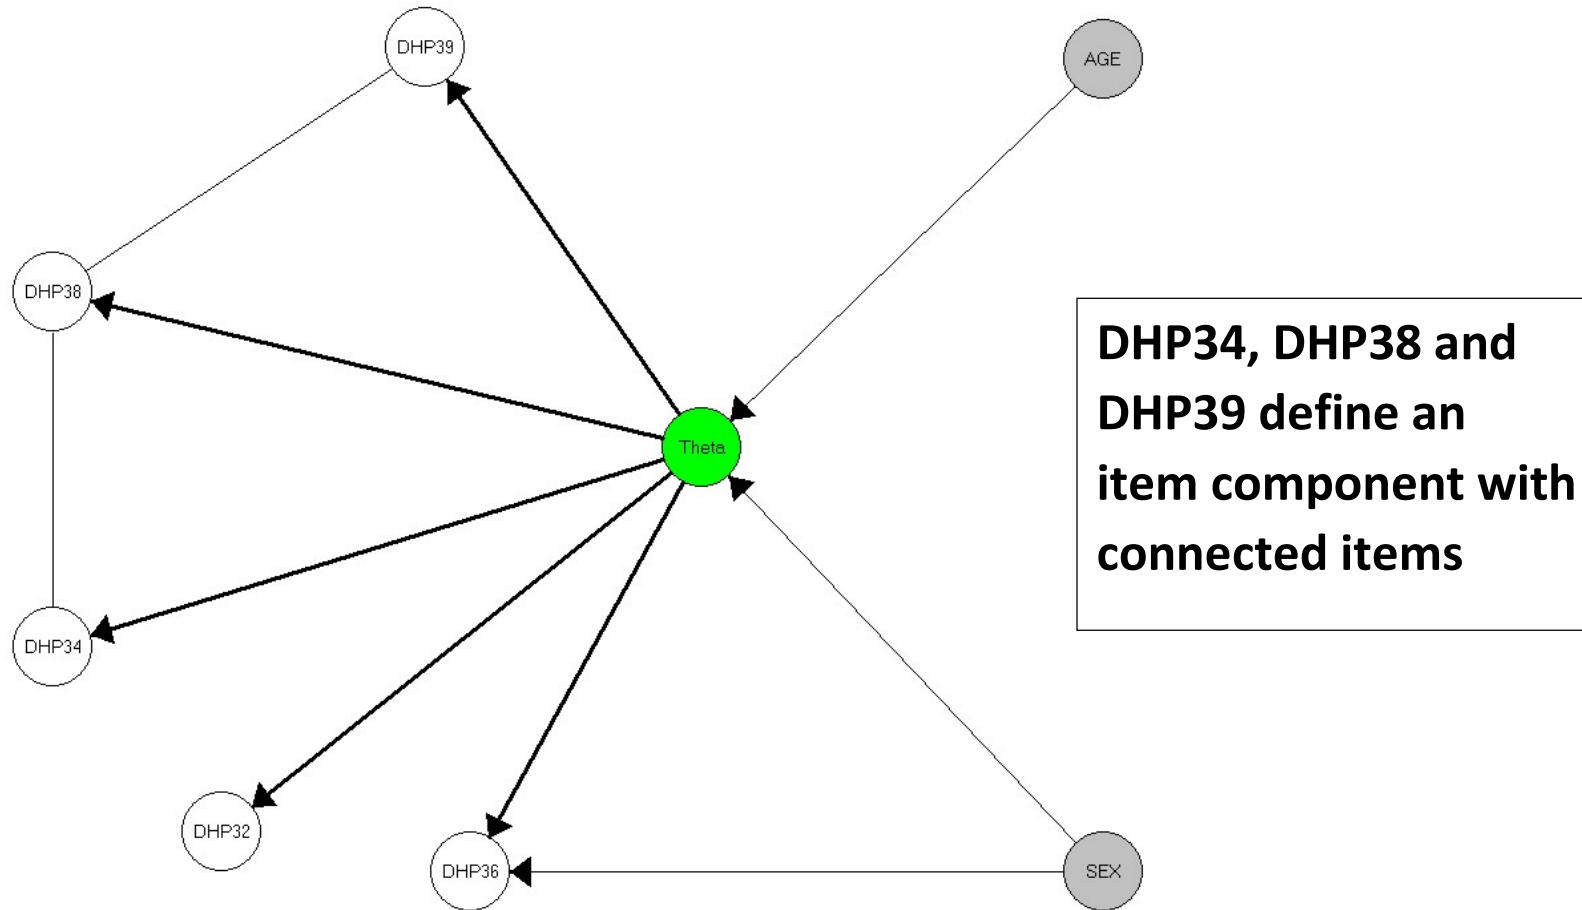 DHP39
AGE
DHP38
DHP34, DHP38 and
DHP39 define an
item component with
connected items
Theta
DHP34
DHP32
DHP36
SEX